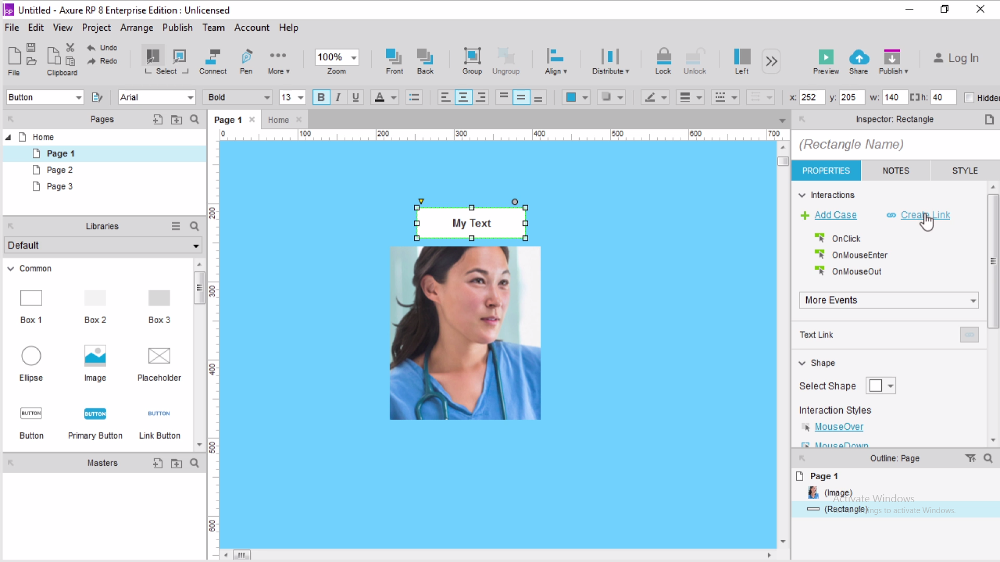 Untitled - Axure RP 8 Enterprise Edition : Unlicensed
File Edit View Project Arrange Publish Team Account Help
Undo
Redo
File Clipboard Select Connect Pen More 100% Zoom Front Back Group Ungroup Align Distribute Lock Unlock Left Preview Share Publish Log In
Button Arial Bold 13 B I U A x: 252 y: 205 w: 140 h: 40 Hidden
Pages
Home
Page 1
Page 2
Page 3
Libraries
Default
Common
Box 1 Box 2 Box 3
Ellipse Image Placeholder
BUTTON BUTTON BUTTON
Button Primary Button Link Button
Masters
Page 1 Home
0 100 200 300 400 500 600 700
200
300
400
500
600
My Text
Inspector: Rectangle
(Rectangle Name)
PROPERTIES NOTES STYLE
Interactions
Add Case Create Link
OnClick
OnMouseEnter
OnMouseOut
More Events
Text Link
Shape
Select Shape
Interaction Styles
MouseOver
MouseDown
Outline: Page
Page 1
(Image)
Activate Windows
(Rectangle)
to activate Windows.